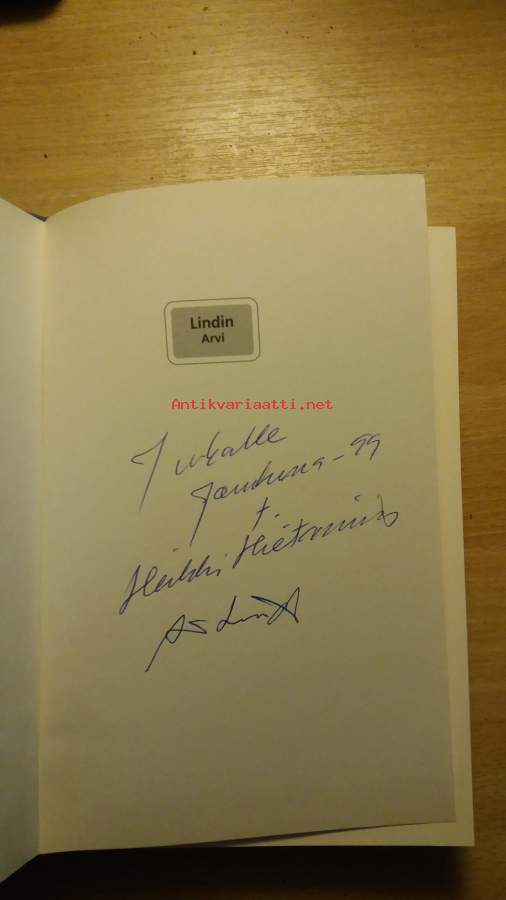 Lindin
Arvi
Antikvariaatti.net
Jukalle
Jouluna -99
+
Heikki Hietamies